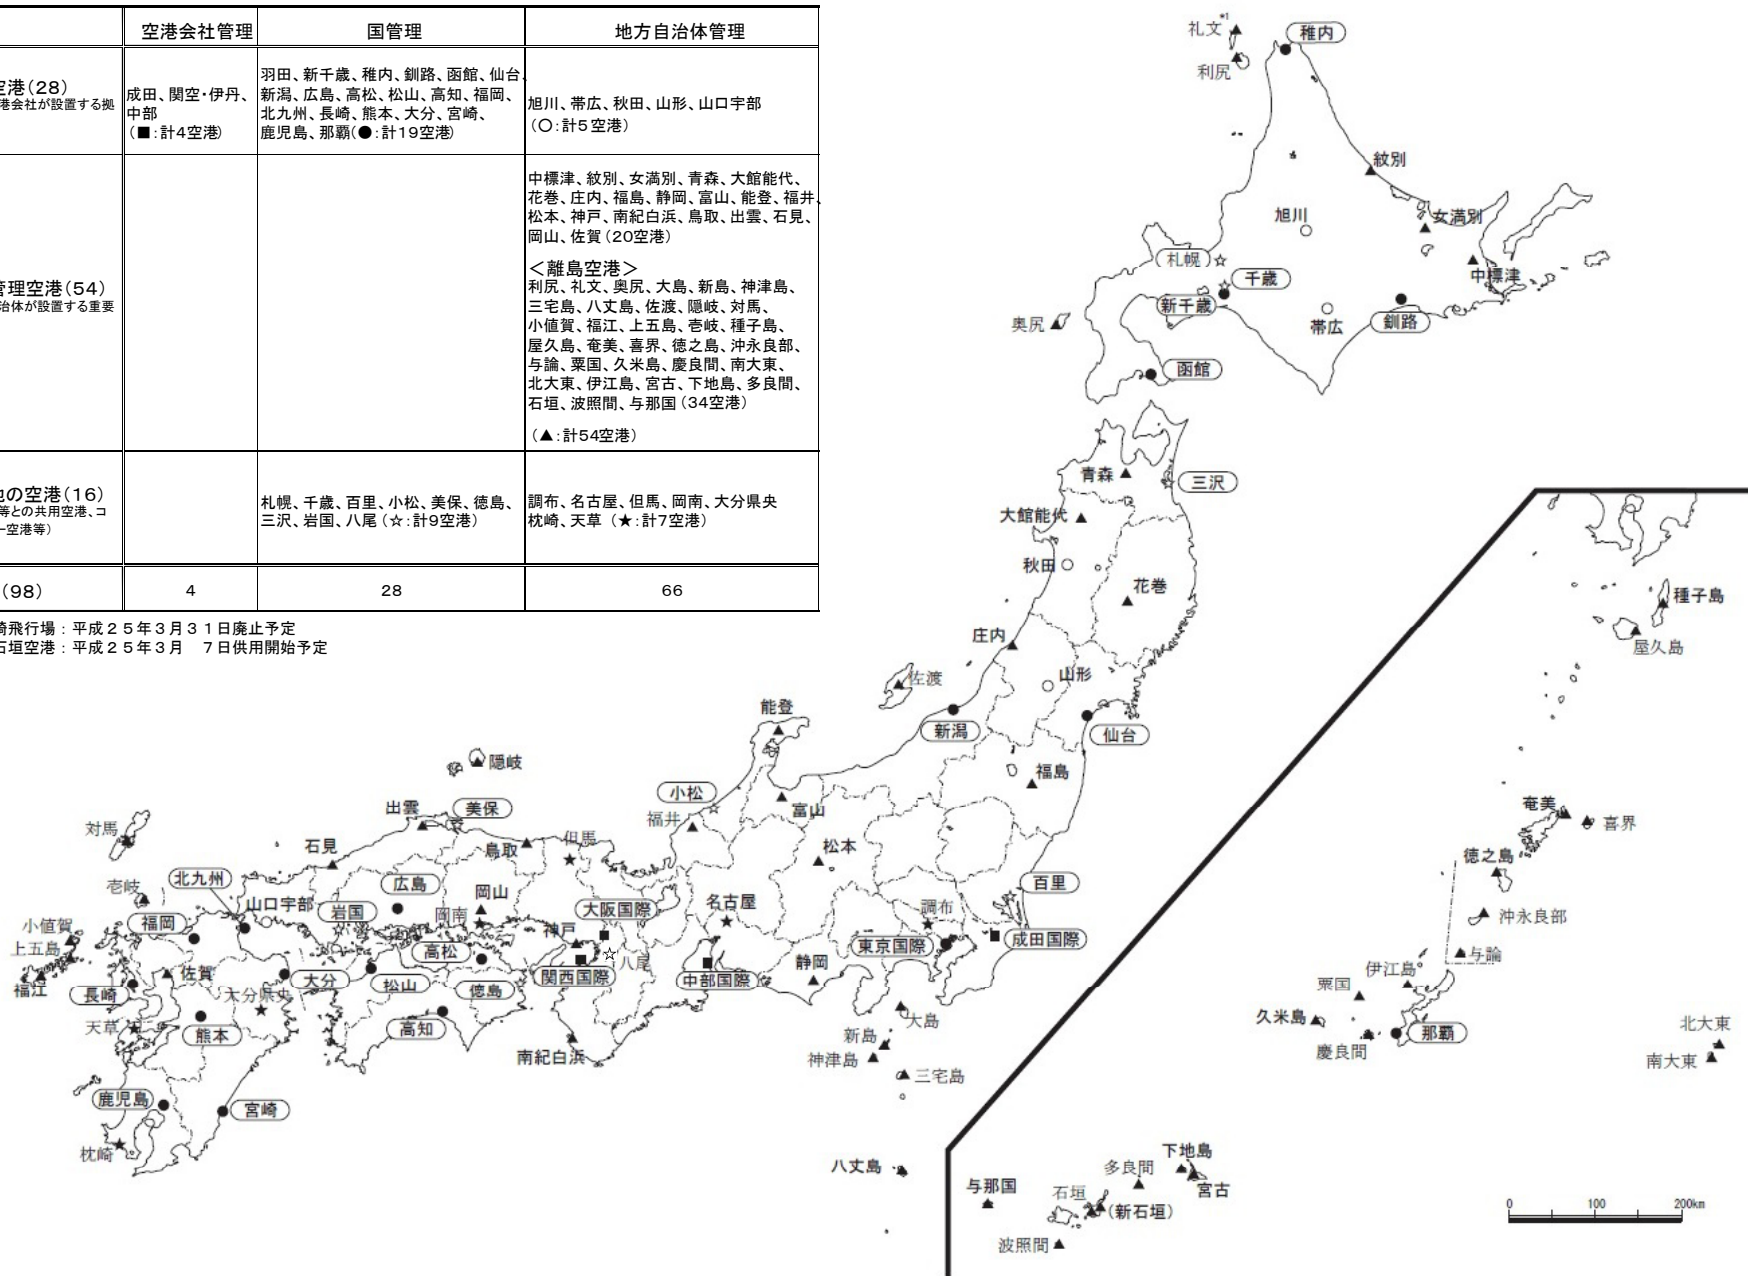 空港会社管理
国管理
地方自治体管理
空港（28）
港会社が設置する拠
成田、関空・伊丹、
中部
（■：計4空港）
羽田、新千歳、稚内、釧路、函館、仙台、
新潟、広島、高松、松山、高知、福岡、
北九州、長崎、熊本、大分、宮崎、
鹿児島、那覇（●：計19空港）
旭川、帯広、秋田、山形、山口宇部
（○：計5空港）
管理空港（54）
治体が設置する重要
中標津、紋別、女満別、青森、大館能代、
花巻、庄内、福島、静岡、富山、能登、福井、
松本、神戸、南紀白浜、鳥取、出雲、石見、
岡山、佐賀（20空港）
＜離島空港＞
利尻、礼文、奥尻、大島、新島、神津島、
三宅島、八丈島、佐渡、隠岐、対馬、
小値賀、福江、上五島、壱岐、種子島、
屋久島、奄美、喜界、徳之島、沖永良部、
与論、粟国、久米島、慶良間、南大東、
北大東、伊江島、宮古、下地島、多良間、
石垣、波照間、与那国（34空港）
（▲：計54空港）
他の空港（16）
等との共用空港、コ
ー空港等）
札幌、千歳、百里、小松、美保、徳島、
三沢、岩国、八尾（☆：計9空港）
調布、名古屋、但馬、岡南、大分県央
枕崎、天草（★：計7空港）
（98）
4
28
66
崎飛行場：平成２５年３月３１日廃止予定
石垣空港：平成２５年３月　７日供用開始予定
礼文*1
稚内
利尻
紋別
旭川
女満別
札幌
中標津
千歳
新千歳
奥尻
帯広
釧路
函館
青森
三沢
大館能代
秋田
花巻
庄内
山形
佐渡
新潟
仙台
能登
福島
隠岐
小松
富山
出雲
美保
福井
対馬
石見
鳥取
但馬
松本
北九州
広島
岡山
百里
壱岐
山口宇部
岩国
岡南
大阪国際
名古屋
調布
小値賀
福岡
神戸
東京国際
成田国際
上五島
高松
八尾
静岡
佐賀
大分
松山
徳島
関西国際
中部国際
福江
長崎
大分県央
天草
熊本
高知
南紀白浜
大島
新島
神津島
三宅島
鹿児島
宮崎
枕崎
八丈島
種子島
屋久島
奄美
喜界
徳之島
沖永良部
与論
伊江島
粟国
久米島
那覇
慶良間
北大東
南大東
下地島
多良間
宮古
与那国
石垣
（新石垣）
波照間
0 100 200km